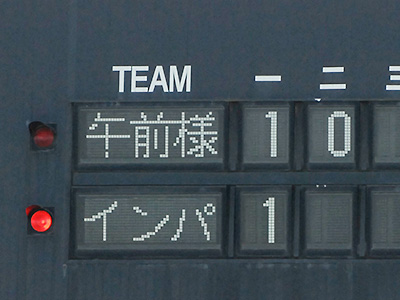 TEAM 一 二 三
午前様 1 0
インパ 1